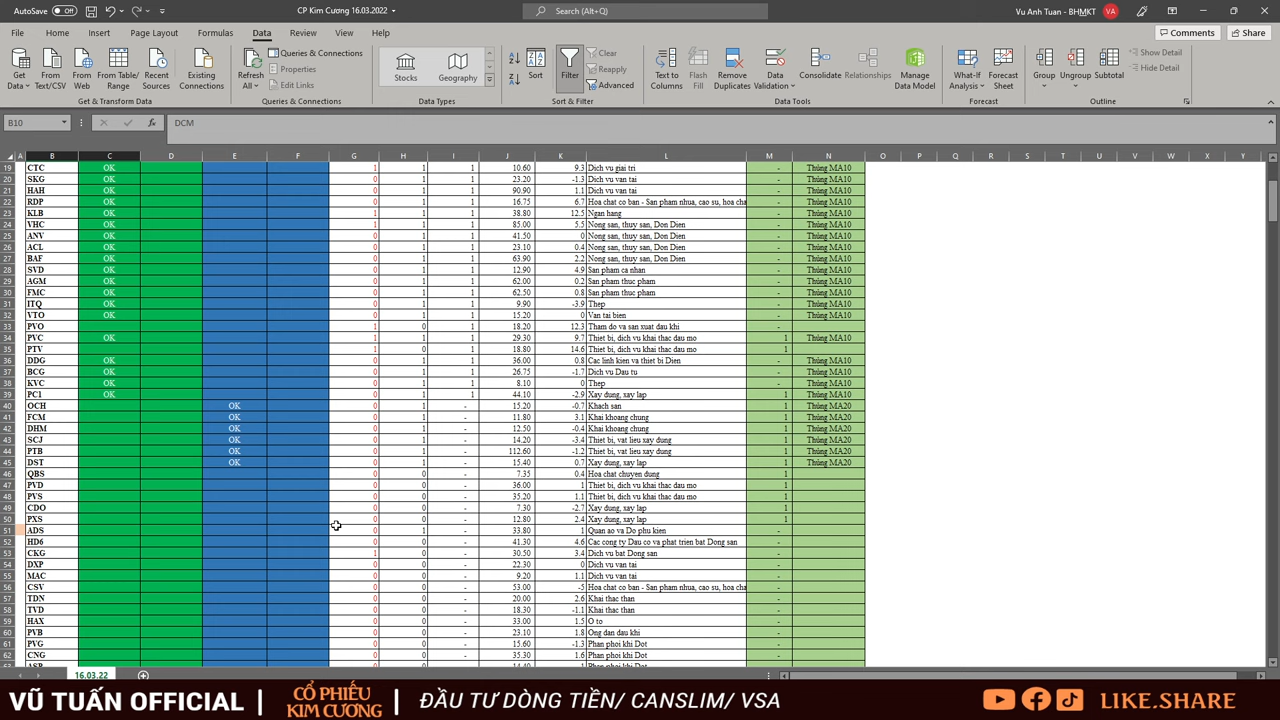 AutoSave Off CP Kim Cương 16.03.2022 Search (Alt+Q) Vu Anh Tuan - BHMKT VA
File Home Insert Page Layout Formulas Data Review View Help Comments Share
Get Data From Text/CSV From Web From Table/Range Recent Sources Existing Connections Refresh All Queries & Connections Properties Edit Links Stocks Geography Sort Filter Clear Reapply Advanced Text to Columns Flash Fill Remove Duplicates Data Validation Consolidate Relationships Manage Data Model What-If Analysis Forecast Sheet Group Ungroup Subtotal Show Detail Hide Detail
Get & Transform Data Queries & Connections Data Types Sort & Filter Data Tools Forecast Outline
B10 fx DCM
A B C D E F G H I J K L M N O P Q R S T U V W X Y
19 CTC OK 1 1 1 10.60 9.3 Dich vu giai tri - Thủng MA10
20 SKG OK 0 1 1 23.20 -1.3 Dich vu van tai - Thủng MA10
21 HAH OK 0 1 1 90.90 1.1 Dich vu van tai - Thủng MA10
22 RDP OK 1 1 1 16.75 6.7 Hoa chat co ban - San pham nhua, cao su, hoa cha - Thủng MA10
23 KLB OK 1 1 1 38.80 12.5 Ngan hang - Thủng MA10
24 VHC OK 1 1 1 85.00 5.5 Nong san, thuy san, Don Dien - Thủng MA10
25 ANV OK 0 1 1 41.50 0 Nong san, thuy san, Don Dien - Thủng MA10
26 ACL OK 0 1 1 23.10 0.4 Nong san, thuy san, Don Dien - Thủng MA10
27 BAF OK 0 1 1 63.90 2.2 Nong san, thuy san, Don Dien - Thủng MA10
28 SVD OK 0 1 1 12.90 4.9 San pham ca nhan - Thủng MA10
29 AGM OK 0 1 1 62.00 0.2 San pham thuc pham - Thủng MA10
30 FMC OK 0 1 1 62.50 0.8 San pham thuc pham - Thủng MA10
31 ITQ OK 0 1 1 9.90 -3.9 Thep - Thủng MA10
32 VTO OK 0 1 1 15.20 0 Van tai bien - Thủng MA10
33 PVO 1 0 1 18.20 12.3 Tham do va san xuat dau khi -
34 PVC OK 1 1 1 29.30 9.7 Thiet bi, dich vu khai thac dau mo 1 Thủng MA10
35 PTV 1 0 1 18.80 14.6 Thiet bi, dich vu khai thac dau mo 1
36 DDG OK 0 1 1 36.00 0.8 Cac linh kien va thiet bi Dien - Thủng MA10
37 BCG OK 0 1 1 26.75 -1.7 Dich vu Dau tu - Thủng MA10
38 KVC OK 0 1 1 8.10 0 Thep - Thủng MA10
39 PC1 OK 0 1 1 44.10 -2.9 Xay dung, xay lap 1 Thủng MA10
40 OCH OK 0 1 - 15.20 -0.7 Khach san 1 Thủng MA20
41 FCM OK 0 1 - 11.80 3.1 Khai khoang chung 1 Thủng MA20
42 DHM OK 0 1 - 12.50 -0.4 Khai khoang chung 1 Thủng MA20
43 SCJ OK 0 1 - 14.20 -3.4 Thiet bi, vat lieu xay dung 1 Thủng MA20
44 PTB OK 0 1 - 112.60 -1.2 Thiet bi, vat lieu xay dung 1 Thủng MA20
45 DST OK 0 1 - 15.40 0.7 Xay dung, xay lap 1 Thủng MA20
46 QBS 0 0 - 7.35 0.4 Hoa chat chuyen dung 1
47 PVD 0 0 - 36.00 1 Thiet bi, dich vu khai thac dau mo 1
48 PVS 0 0 - 35.20 1.1 Thiet bi, dich vu khai thac dau mo 1
49 CDO 0 0 - 7.30 -2.7 Xay dung, xay lap 1
50 PXS 0 0 - 12.80 2.4 Xay dung, xay lap 1
51 ADS 0 1 - 33.80 1 Quan ao va Do phu kien -
52 HD6 0 0 - 41.30 4.6 Cac cong ty Dau co va phat trien bat Dong san -
53 CKG 1 0 - 30.50 3.4 Dich vu bat Dong san -
54 DXP 0 0 - 22.30 0 Dich vu van tai -
55 MAC 0 0 - 9.20 1.1 Dich vu van tai -
56 CSV 0 0 - 53.00 -5 Hoa chat co ban - San pham nhua, cao su, hoa cha -
57 TDN 0 0 - 20.00 2.6 Khai thac than -
58 TVD 0 0 - 18.30 1.1 Khai thac than -
59 HAX 0 0 - 33.00 1.5 O to -
60 PVB 0 0 - 23.10 1.8 Ong dan dau khi -
61 PVG 0 0 - 15.60 -1.3 Phan phoi khi Dot -
62 CNG 0 0 - 35.30 1.6 Phan phoi khi Dot -
16.03.22
VŨ TUẤN OFFICIAL CỔ PHIẾU KIM CƯƠNG ĐẦU TƯ DÒNG TIỀN/ CANSLIM/ VSA LIKE.SHARE